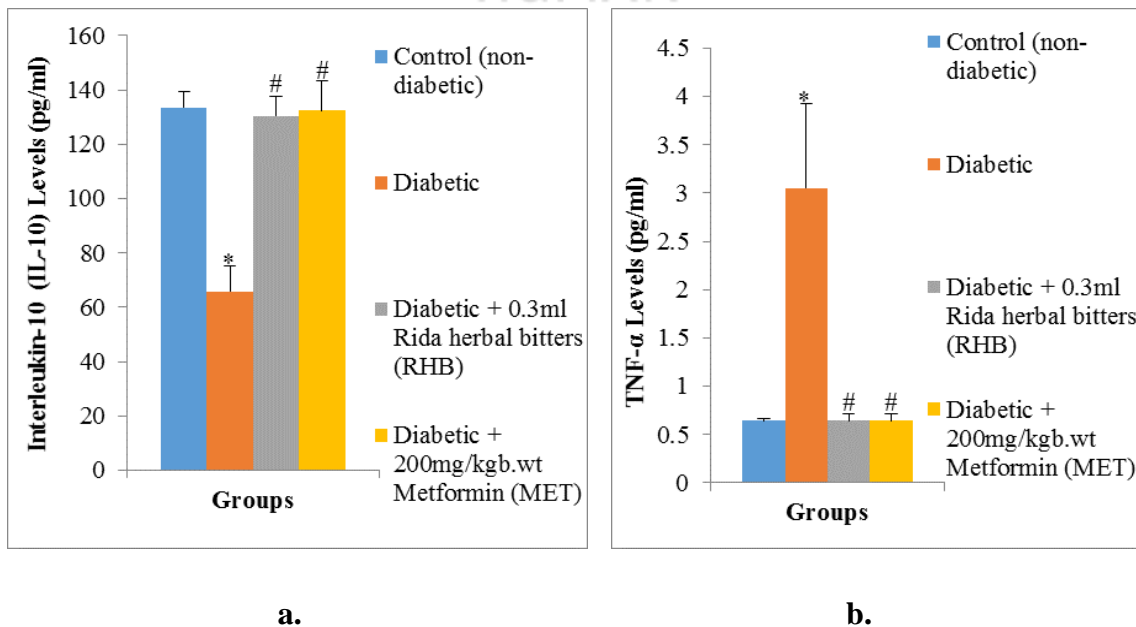 160
140
120
100
80
60
40
20
0
Interleukin-10 (IL-10) Levels (pg/ml)
*
#
#
Groups
Control (non-
diabetic)
Diabetic
Diabetic + 0.3ml
Rida herbal bitters
(RHB)
Diabetic +
200mg/kgb.wt
Metformin (MET)
4.5
4
3.5
3
2.5
2
1.5
1
0.5
0
TNF-α Levels (pg/ml)
*
#
#
Groups
Control (non-
diabetic)
Diabetic
Diabetic + 0.3ml
Rida herbal bitters
(RHB)
Diabetic +
200mg/kgb.wt
Metformin (MET)
a.
b.